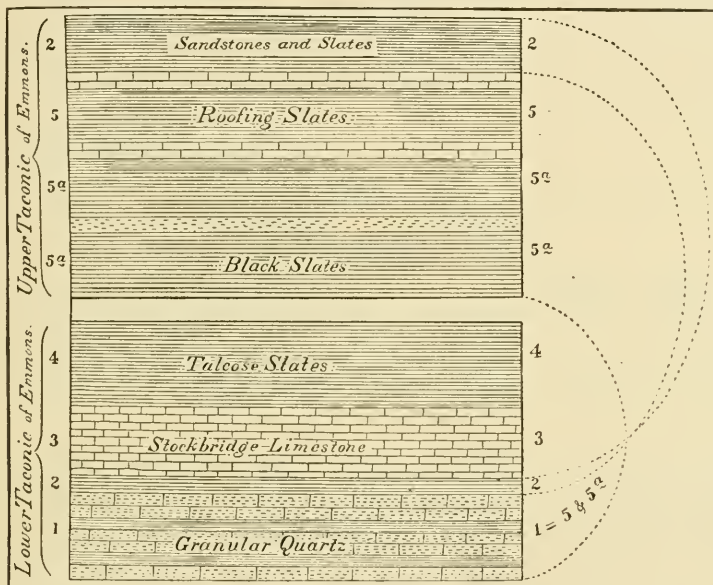 Upper Taconic of Emmons.
2
Sandstones and Slates
2
5
Roofing Slates
5
5a
5a
5a
Black Slates
5a
Lower Taconic of Emmons.
4
Talcose Slates
4
3
Stockbridge Limestone
3
2
2
1
Granular Quartz
1 = 5 & 5a